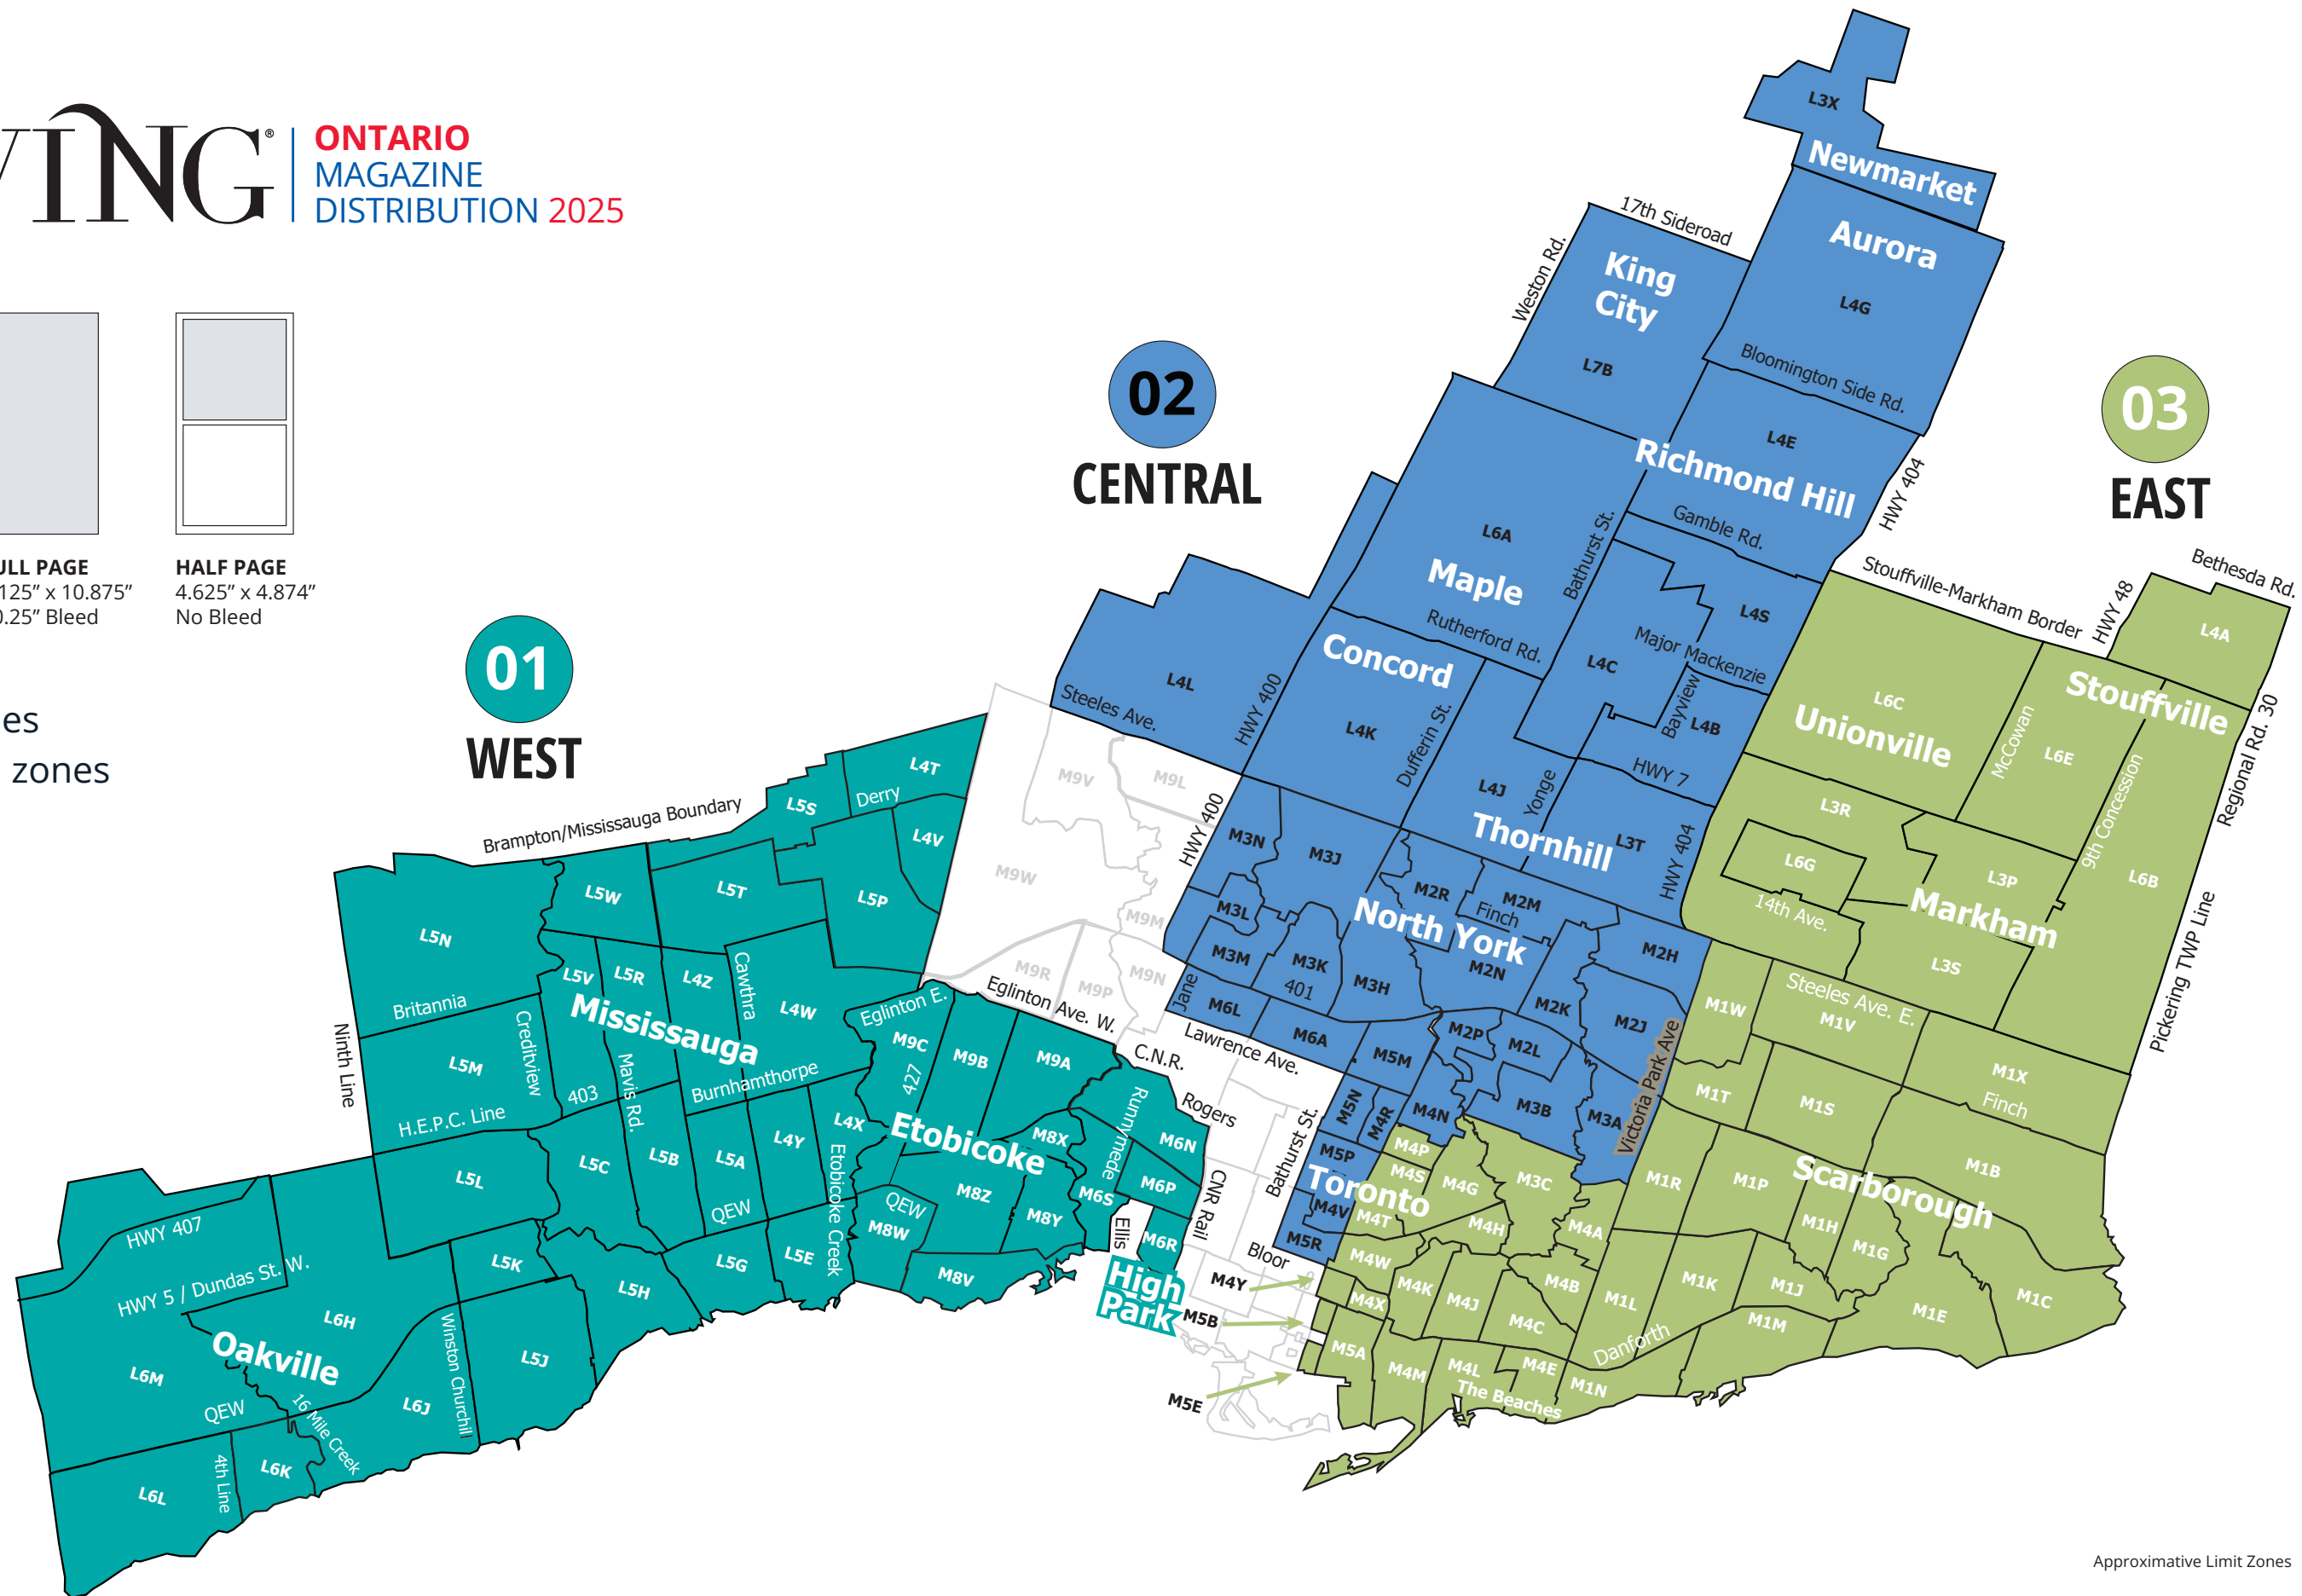 ING®
ONTARIO
MAGAZINE
DISTRIBUTION 2025
125” x 10.875”
0.25” Bleed
HALF PAGE
4.625” x 4.874”
No Bleed
zones
01
WEST
02
CENTRAL
03
EAST
L3X
Newmarket
17th Sideroad
Aurora
Weston Rd.
King
City
L4G
L7B
Bloomington Side Rd.
L4E
Richmond Hill
HWY 404
Gamble Rd.
L6A
Maple
Bathurst St.
Rutherford Rd.
L4S
Major Mackenzie
L4C
Bayview
L4B
Concord
L4L
Steeles Ave.
HWY 400
L4K
Dufferin St.
L4J
Yonge
HWY 7
Thornhill
L3T
HWY 404
Stouffville-Markham Border
HWY 48
Bethesda Rd.
L4A
Stouffville
L6C
Unionville
McCowan
L6E
9th Concession
Regional Rd. 30
L3R
L6G
L3P
L6B
14th Ave.
Markham
L3S
Pickering TWP Line
Steeles Ave. E.
M9V
M9L
M9W
M9M
M9R
M9P
M9N
HWY 400
M3N
M3J
M2R
M2M
Finch
M3L
North York
M2H
M3M
M3K
M3H
M2N
M2K
M2J
401
Jane
M6L
M6A
M5M
M2P
M2L
M3B
M3A
Victoria Park Ave
Lawrence Ave.
M5N
M4R
M4N
M5P
M4V
M5R
Bathurst St.
Toronto
M4P
M4S
M4G
M3C
M4T
M4H
M4A
M4W
M4K
M4J
M4B
M4X
M4C
M5A
M4M
M4L
M4E
The Beaches
M1N
Danforth
M1W
M1V
M1X
Finch
M1T
M1S
M1B
M1R
M1P
Scarborough
M1H
M1G
M1L
M1K
M1J
M1M
M1E
M1C
Bloor
M4Y
M5B
M5E
Brampton/Mississauga Boundary
L4T
Derry
L5S
L4V
L5W
L5T
L5P
L5N
L5V
L5R
L4Z
Cawthra
L4W
Mississauga
Britannia
Creditview
Ninth Line
L5M
403
Mavis Rd.
Burnhamthorpe
H.E.P.C. Line
L5L
L5C
L5B
L5A
L4Y
L4X
QEW
Etobicoke Creek
L5K
L5H
L5G
L5E
L5J
Winston Churchill
Eglinton E.
Eglinton Ave. W.
M9C
427
M9B
M9A
C.N.R.
Rogers
Runnymede
M6N
M8X
Etobicoke
M6P
M6S
M8Z
M8Y
QEW
M8W
M8V
Ellis
M6R
CNR Rail
High
Park
HWY 407
HWY 5 / Dundas St. W.
L6H
Oakville
L6M
QEW
16 Mile Creek
L6J
4th Line
L6K
L6L
Approximative Limit Zones